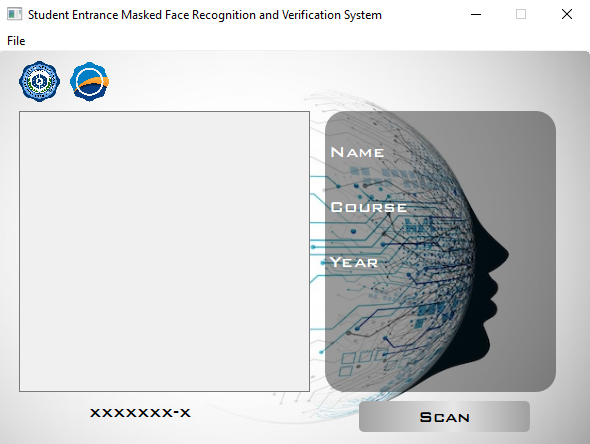 Student Entrance Masked Face Recognition and Verification System
File
Name
Course
Year
xxxxxxx-x
Scan